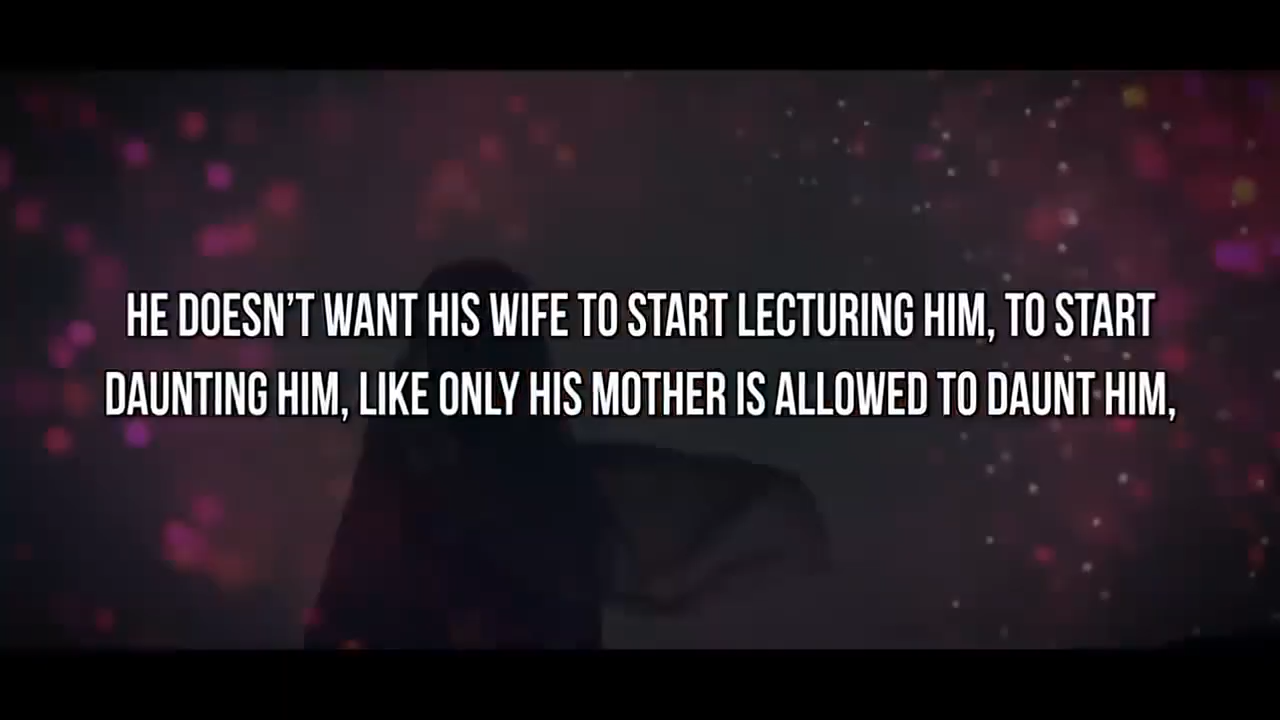 HE DOESN'T WANT HIS WIFE TO START LECTURING HIM, TO START
DAUNTING HIM, LIKE ONLY HIS MOTHER IS ALLOWED TO DAUNT HIM,